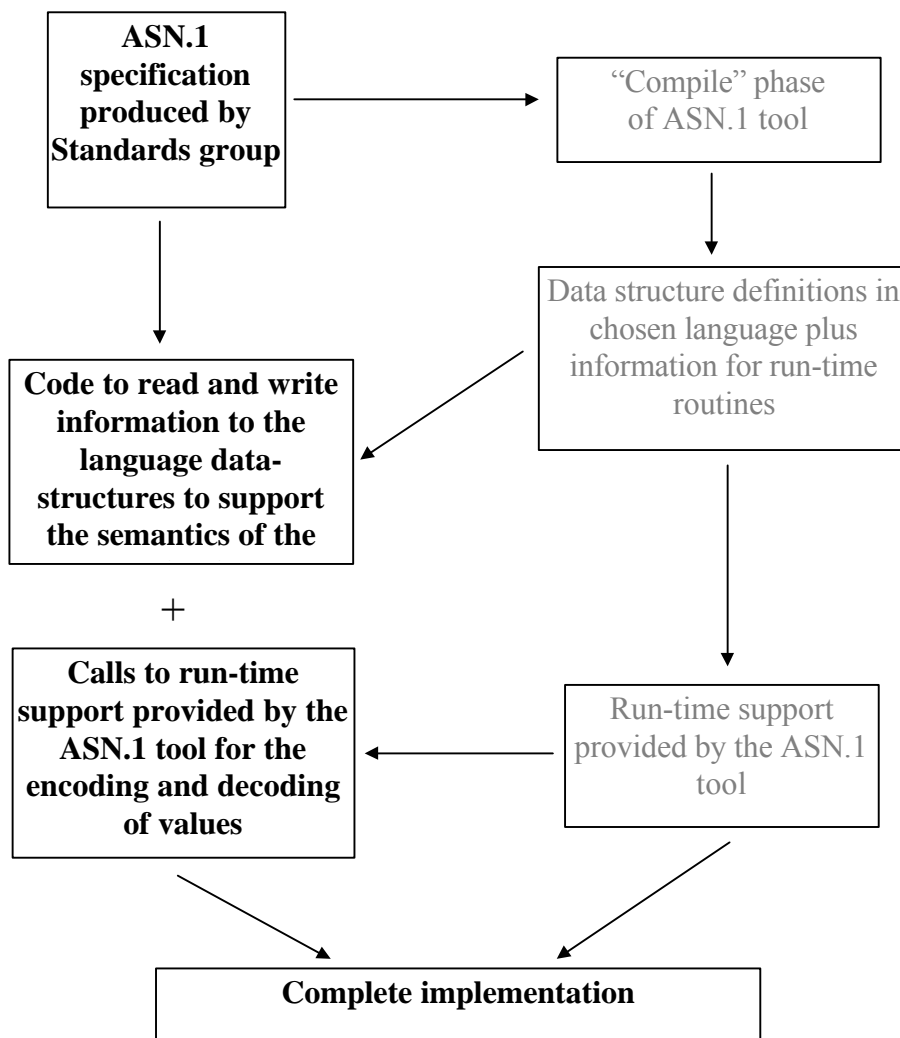 ASN.1
specification
produced by
Standards group
“Compile” phase
of ASN.1 tool
Data structure definitions in
chosen language plus
information for run-time
routines
Code to read and write
information to the
language data-
structures to support
the semantics of the
+
Calls to run-time
support provided by the
ASN.1 tool for the
encoding and decoding
of values
Run-time support
provided by the ASN.1
tool
Complete implementation